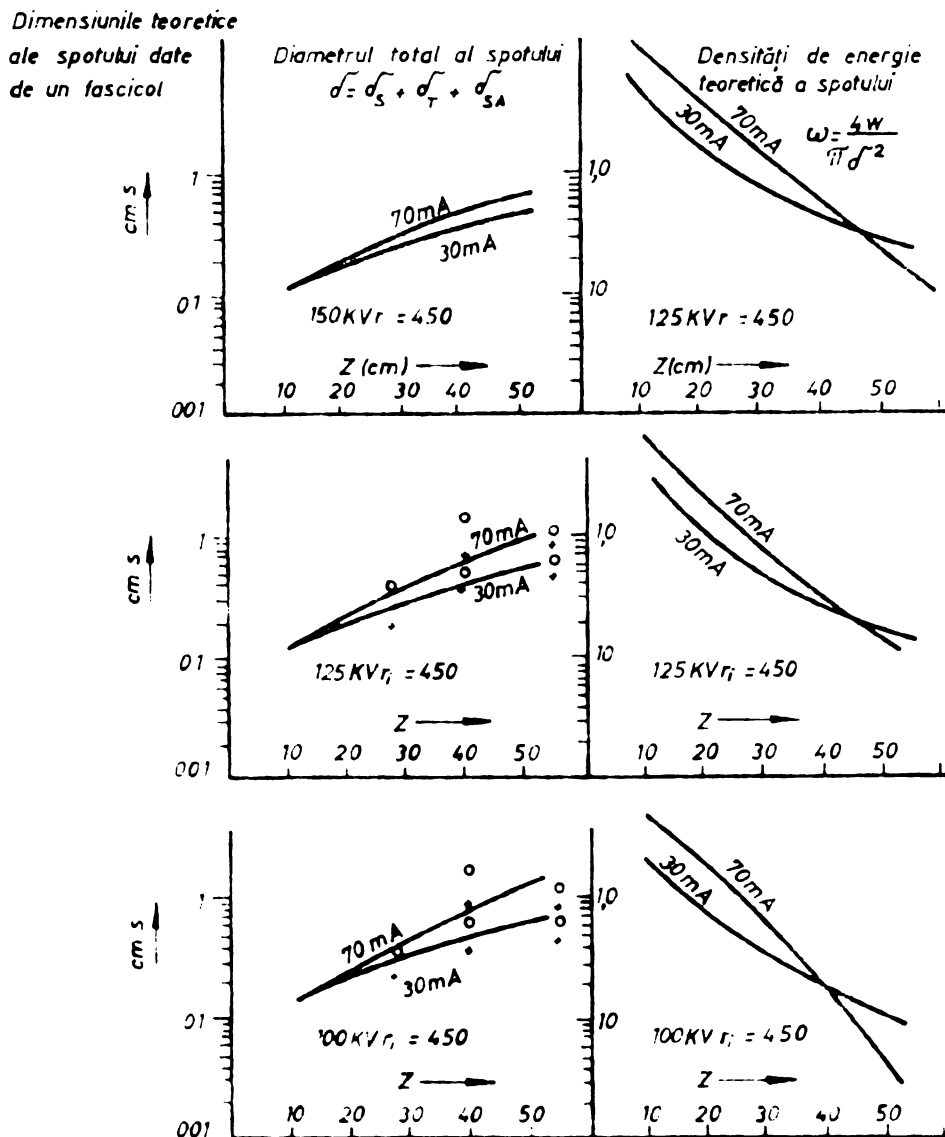 Dimensiunile teoretice
ale spotului date
de un fascicol
Diametrul total al spotului
σ = σS + σT + σSA
Densități de energie
teoretică a spotului
ω = 4W / πσ²
cm s
1
01
001
70mA
30mA
150KVr = 450
Z (cm)
10 20 30 40 50
1,0
10
70mA
30mA
125KVr = 450
Z(cm)
10 20 30 40 50
cm s
1
01
001
70mA
30mA
125KVri = 450
Z
10 20 30 40 50
1,0
10
70mA
30mA
125KVri = 450
Z
10 20 30 40 50
cm s
1
01
001
70mA
30mA
100KVri = 450
Z
10 20 30 40 50
1,0
10
30mA
70mA
100KVri = 450
Z
10 20 30 40 50